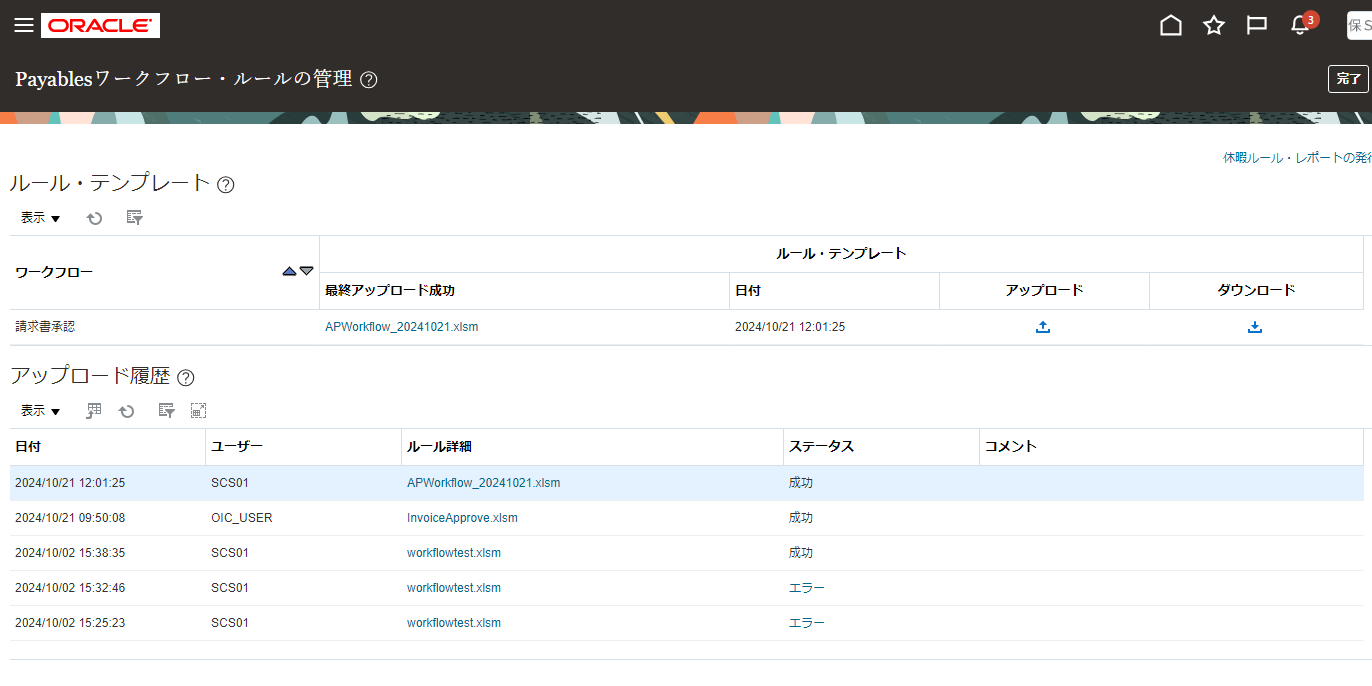 ORACLE
3
保S
Payablesワークフロー・ルールの管理
完了
休暇ルール・レポートの発行
ルール・テンプレート
表示
ルール・テンプレート
ワークフロー
最終アップロード成功 日付 アップロード ダウンロード
請求書承認 APWorkflow_20241021.xlsm 2024/10/21 12:01:25
アップロード履歴
表示
日付 ユーザー ルール詳細 ステータス コメント
2024/10/21 12:01:25 SCS01 APWorkflow_20241021.xlsm 成功
2024/10/21 09:50:08 OIC_USER InvoiceApprove.xlsm 成功
2024/10/02 15:38:35 SCS01 workflowtest.xlsm 成功
2024/10/02 15:32:46 SCS01 workflowtest.xlsm エラー
2024/10/02 15:25:23 SCS01 workflowtest.xlsm エラー